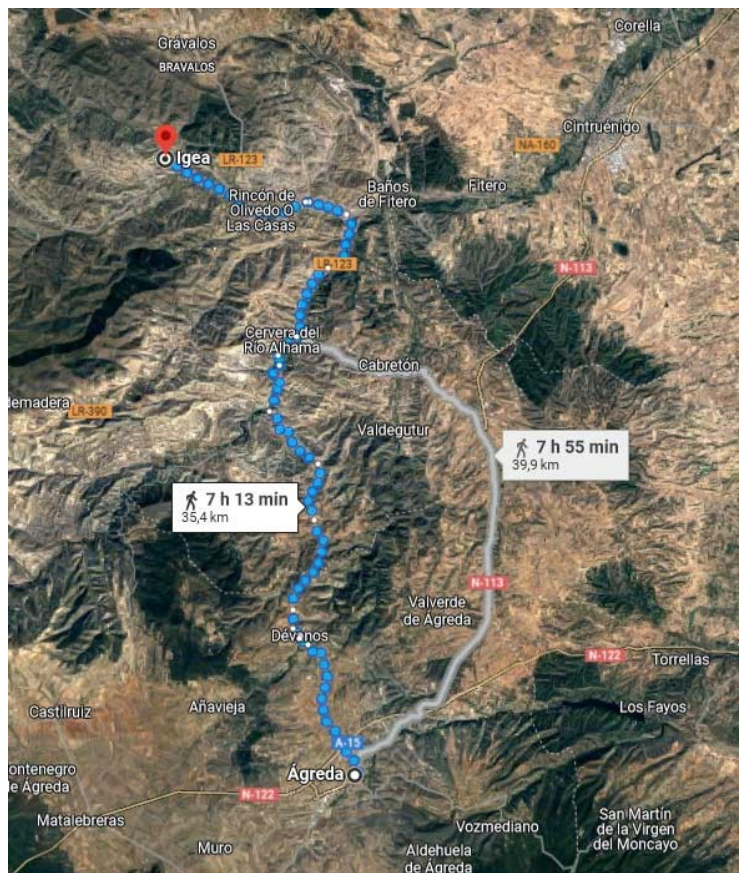 Corella
Grávalos
BRAVALOS
Cintruénigo
NA-160
Igea
LR-123
Baños
de Fitero
Fitero
Rincón de
Olivedo O
Las Casas
N-113
LR-123
Cervera del
Río Alhama
Cabretón
demadera
LR-390
Valdegutur
7 h 55 min
39,9 km
7 h 13 min
35,4 km
N-113
Valverde
de Ágreda
Dévanos
N-122
Torrellas
Añavieja
Los Fayos
Castilruiz
A-15
ontenegro
de Ágreda
Ágreda
N-122
Matalebreras
Vozmediano
San Martín
de la Virgen
del Moncayo
Muro
Aldehuela
de Ágreda